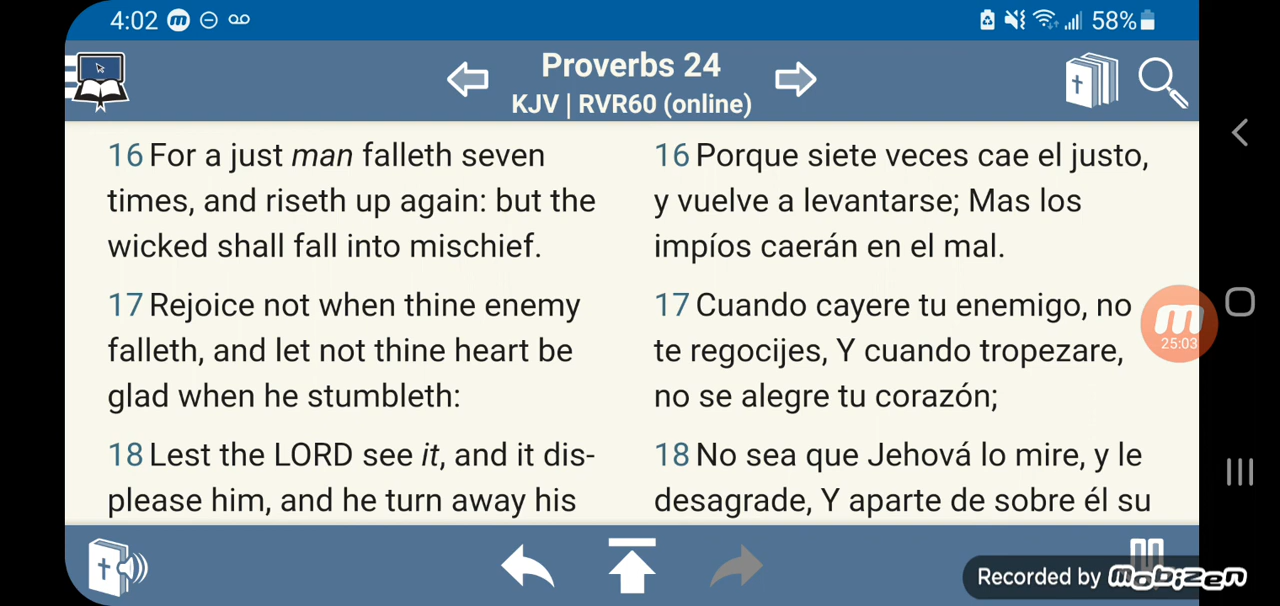 4:02
58%
Proverbs 24
KJV | RVR60 (online)
16 For a just man falleth seven
times, and riseth up again: but the
wicked shall fall into mischief.
17 Rejoice not when thine enemy
falleth, and let not thine heart be
glad when he stumbleth:
18 Lest the LORD see it, and it dis-
please him, and he turn away his
16 Porque siete veces cae el justo,
y vuelve a levantarse; Mas los
impíos caerán en el mal.
17 Cuando cayere tu enemigo, no
te regocijes, Y cuando tropezare,
no se alegre tu corazón;
18 No sea que Jehová lo mire, y le
desagrade, Y aparte de sobre él su
25:03
Recorded by Mobizen